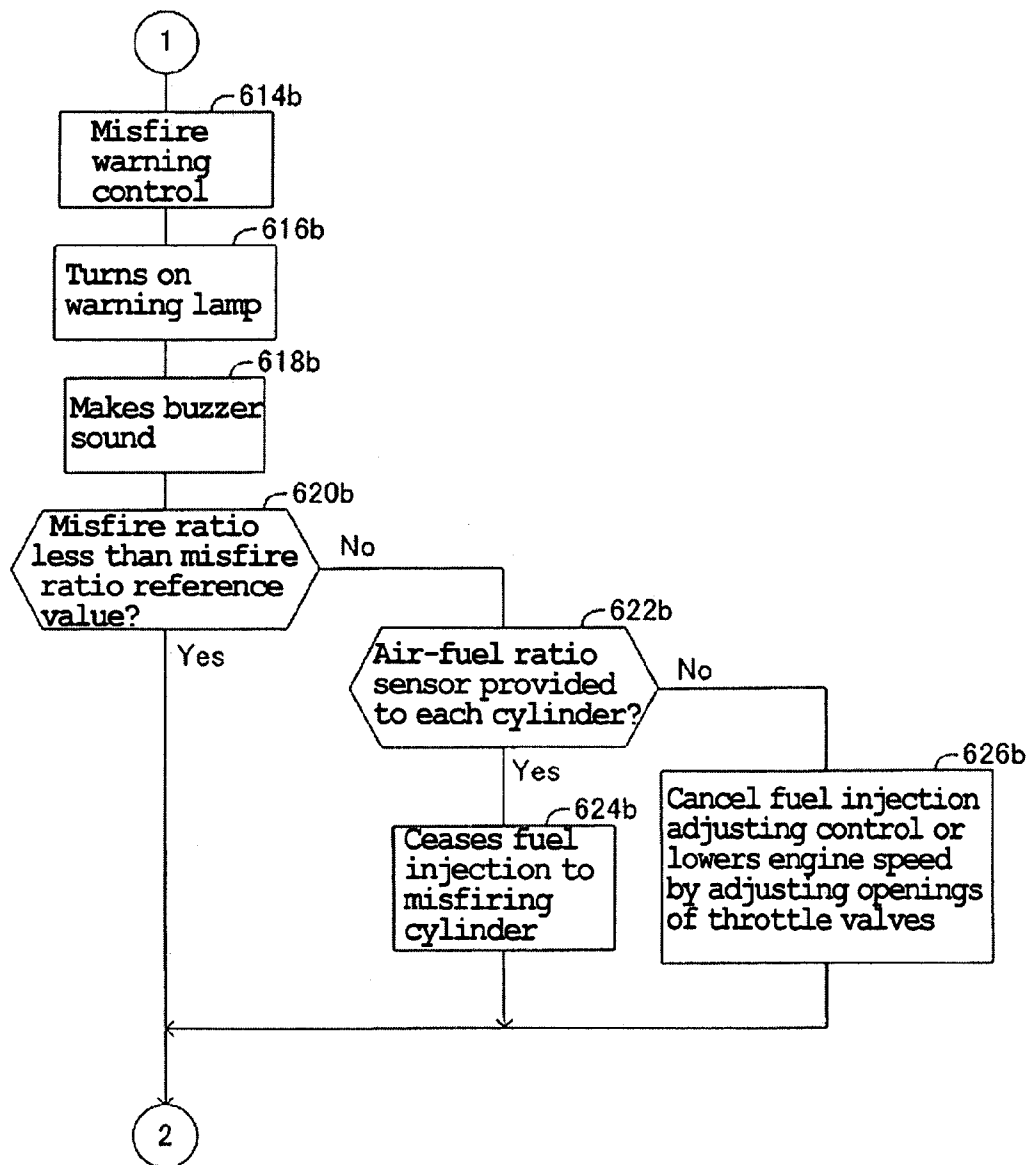 1
614b
Misfire
warning
control
616b
Turns on
warning lamp
618b
Makes buzzer
sound
620b
Misfire ratio
less than misfire
ratio reference
value?
No
Yes
622b
Air-fuel ratio
sensor provided
to each cylinder?
No
Yes
624b
Ceases fuel
injection to
misfiring
cylinder
626b
Cancel fuel injection
adjusting control or
lowers engine speed
by adjusting openings
of throttle valves
2